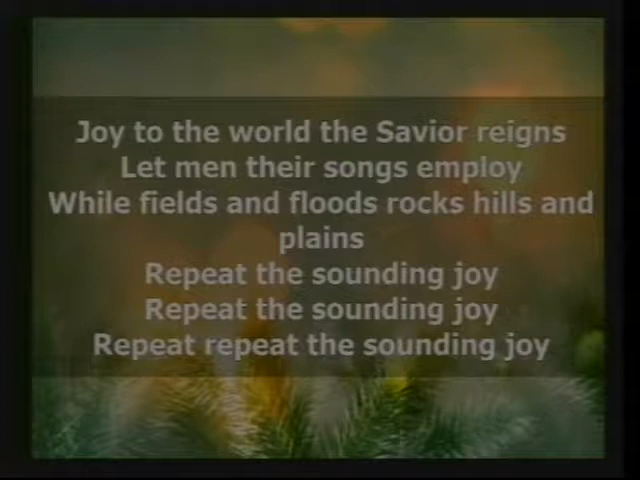 Joy to the world the Savior reigns
Let men their songs employ
While fields and floods rocks hills and
plains
Repeat the sounding joy
Repeat the sounding joy
Repeat repeat the sounding joy